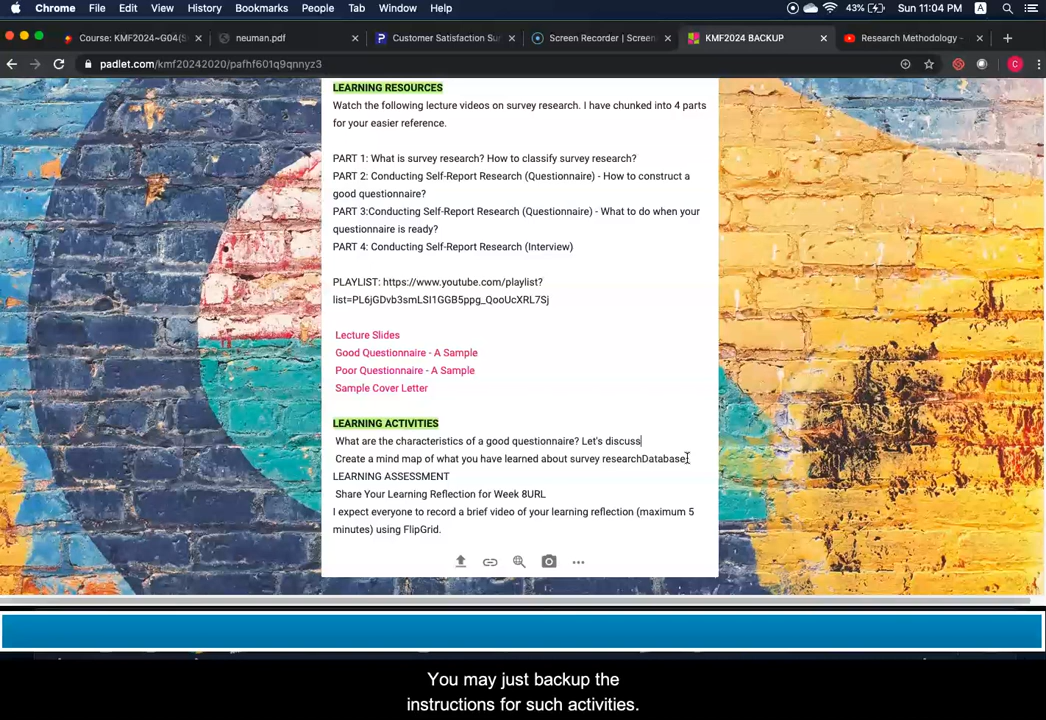 Chrome File Edit View History Bookmarks People Tab Window Help 43% A Sun 11:04 PM
Course: KMF2024~G04(S × neuman.pdf × Customer Satisfaction Su × Screen Recorder | Screen × KMF2024 BACKUP × Research Methodology - × +
padlet.com/kmf20242020/pafhf601q9qnnyz3 C
LEARNING RESOURCES
Watch the following lecture videos on survey research. I have chunked into 4 parts
for your easier reference.
PART 1: What is survey research? How to classify survey research?
PART 2: Conducting Self-Report Research (Questionnaire) - How to construct a
good questionnaire?
PART 3:Conducting Self-Report Research (Questionnaire) - What to do when your
questionnaire is ready?
PART 4: Conducting Self-Report Research (Interview)
PLAYLIST: https://www.youtube.com/playlist?
list=PL6jGDvb3smLSI1GGB5ppg_QooUcXRL7Sj
Lecture Slides
Good Questionnaire - A Sample
Poor Questionnaire - A Sample
Sample Cover Letter
LEARNING ACTIVITIES
What are the characteristics of a good questionnaire? Let's discuss
Create a mind map of what you have learned about survey researchDatabase
LEARNING ASSESSMENT
Share Your Learning Reflection for Week 8URL
I expect everyone to record a brief video of your learning reflection (maximum 5
minutes) using FlipGrid.
You may just backup the
instructions for such activities.